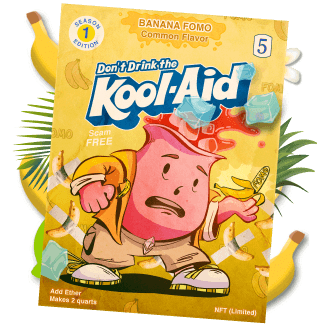 BANANA FOMO
Common Flavor
SEASON
1
EDITION
5
Don't Drink the
Kool-Aid
Scam
FREE
Add Ether
Makes 2 quarts
NFT (Limited)